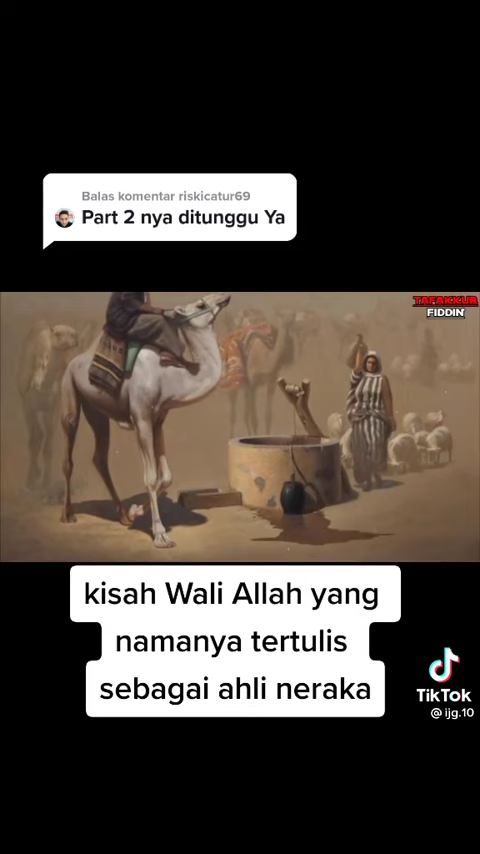 Balas komentar riskicatur69
Part 2 nya ditunggu Ya
TAFAKKUR
FIDDIN
kisah Wali Allah yang
namanya tertulis
sebagai ahli neraka
TikTok
@ijg.10